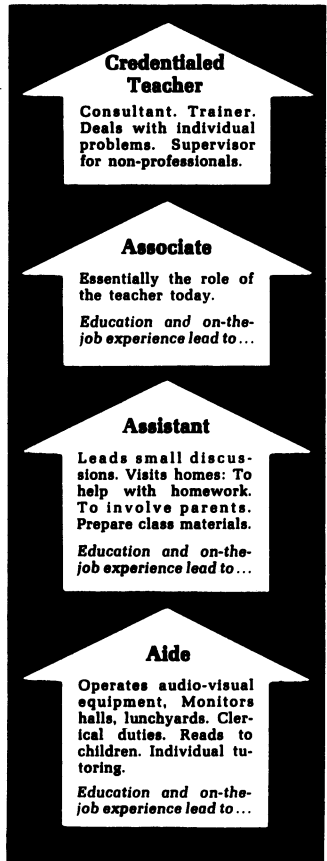 Credentialed
Teacher
Consultant. Trainer.
Deals with individual
problems. Supervisor
for non-professionals.
Associate
Essentially the role of
the teacher today.
Education and on-the-
job experience lead to...
Assistant
Leads small discus-
sions. Visits homes: To
help with homework.
To involve parents.
Prepare class materials.
Education and on-the-
job experience lead to...
Aide
Operates audio-visual
equipment, Monitors
halls, lunchyards. Cler-
ical duties. Reads to
children. Individual tu-
toring.
Education and on-the-
job experience lead to...